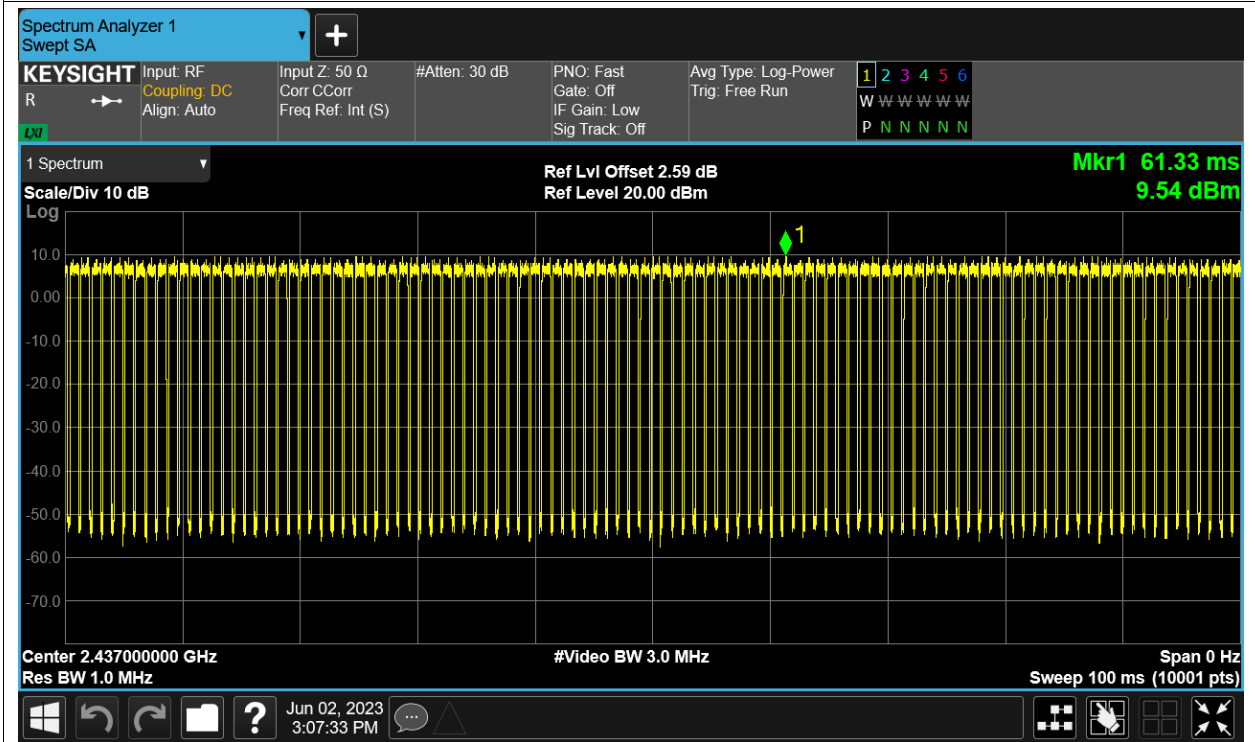 Spectrum Analyzer 1
Swept SA
KEYSIGHT
R
LXI
Input: RF
Coupling: DC
Align: Auto
Input Z: 50 Ω
Corr CCorr
Freq Ref: Int (S)
#Atten: 30 dB
PNO: Fast
Gate: Off
IF Gain: Low
Sig Track: Off
Avg Type: Log-Power
Trig: Free Run
1 2 3 4 5 6
W W W W W W
P N N N N N
1 Spectrum
Scale/Div 10 dB
Ref Lvl Offset 2.59 dB
Ref Level 20.00 dBm
Mkr1 61.33 ms
9.54 dBm
Log
1
10.0
0.00
-10.0
-20.0
-30.0
-40.0
-50.0
-60.0
-70.0
Center 2.437000000 GHz
Res BW 1.0 MHz
#Video BW 3.0 MHz
Span 0 Hz
Sweep 100 ms (10001 pts)
?
Jun 02, 2023
3:07:33 PM